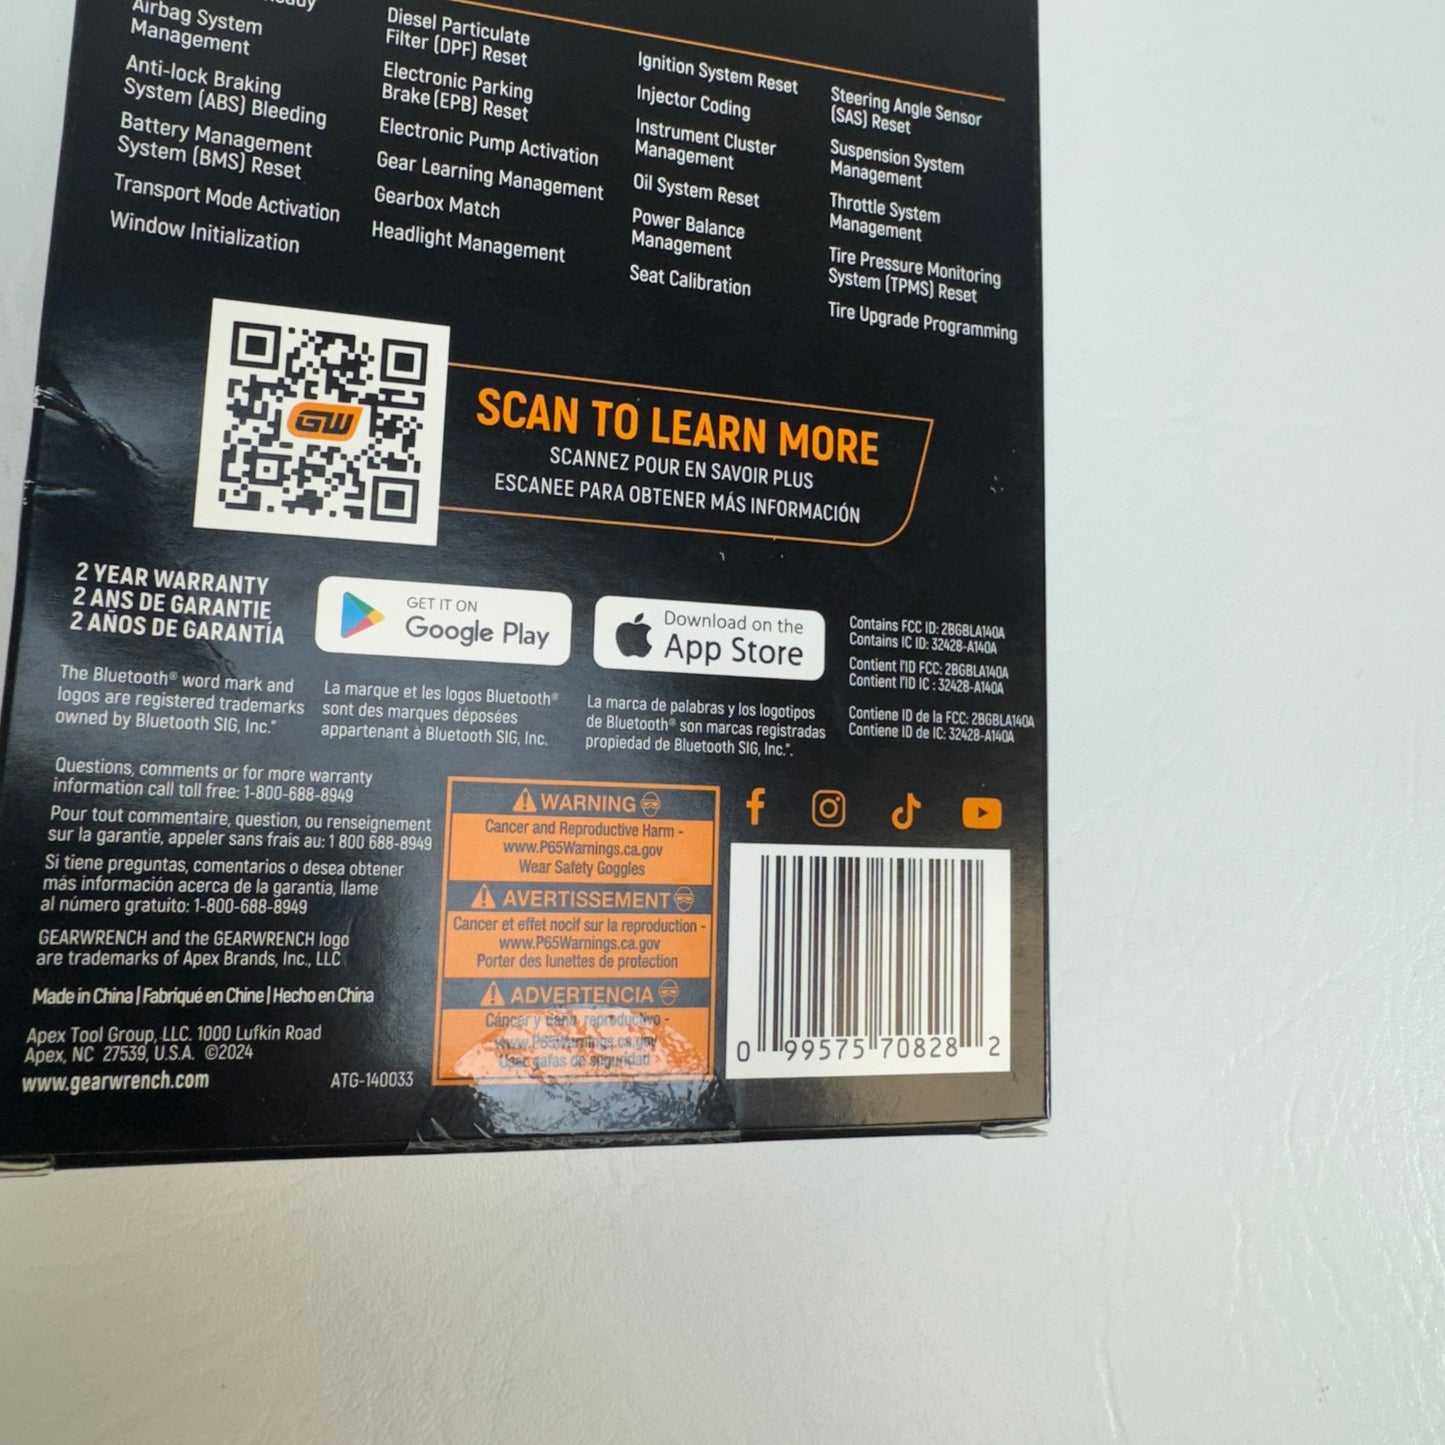 Airbag System
Management
Anti-lock Braking
System (ABS) Bleeding
Battery Management
System (BMS) Reset
Transport Mode Activation
Window Initialization
Diesel Particulate
Filter (DPF) Reset
Electronic Parking
Brake (EPB) Reset
Electronic Pump Activation
Gear Learning Management
Gearbox Match
Headlight Management
Ignition System Reset
Injector Coding
Instrument Cluster
Management
Oil System Reset
Power Balance
Management
Seat Calibration
Steering Angle Sensor
(SAS) Reset
Suspension System
Management
Throttle System
Management
Tire Pressure Monitoring
System (TPMS) Reset
Tire Upgrade Programming
GW
SCAN TO LEARN MORE
SCANNEZ POUR EN SAVOIR PLUS
ESCANEE PARA OBTENER MÁS INFORMACIÓN
2 YEAR WARRANTY
2 ANS DE GARANTIE
2 AÑOS DE GARANTÍA
GET IT ON
Google Play
Download on the
App Store
Contains FCC ID: 2BGBLA140A
Contains IC ID: 32428-A140A
Contient l'ID FCC: 2BGBLA140A
Contient l'ID IC : 32428-A140A
Contiene ID de la FCC: 2BGBLA140A
Contiene ID de IC: 32428-A140A
The Bluetooth® word mark and
logos are registered trademarks
owned by Bluetooth SIG, Inc."
La marque et les logos Bluetooth®
sont des marques déposées
appartenant à Bluetooth SIG, Inc.
La marca de palabras y los logotipos
de Bluetooth® son marcas registradas
propiedad de Bluetooth SIG, Inc.".
Questions, comments or for more warranty
information call toll free: 1-800-688-8949
Pour tout commentaire, question, ou renseignement
sur la garantie, appeler sans frais au: 1 800 688-8949
Si tiene preguntas, comentarios o desea obtener
más información acerca de la garantía, llame
al número gratuito: 1-800-688-8949
GEARWRENCH and the GEARWRENCH logo
are trademarks of Apex Brands, Inc., LLC
Made in China | Fabriqué en Chine | Hecho en China
Apex Tool Group, LLC. 1000 Lufkin Road
Apex, NC 27539, U.S.A. ©2024
www.gearwrench.com
ATG-140033
WARNING
Cancer and Reproductive Harm -
www.P65Warnings.ca.gov
Wear Safety Goggles
AVERTISSEMENT
Cancer et effet nocif sur la reproduction -
www.P65Warnings.ca.gov
Porter des lunettes de protection
ADVERTENCIA
Cáncer y daño reproductivo -
www.P65Warnings.ca.gov
Use gafas de seguridad
0 99575 70828 2